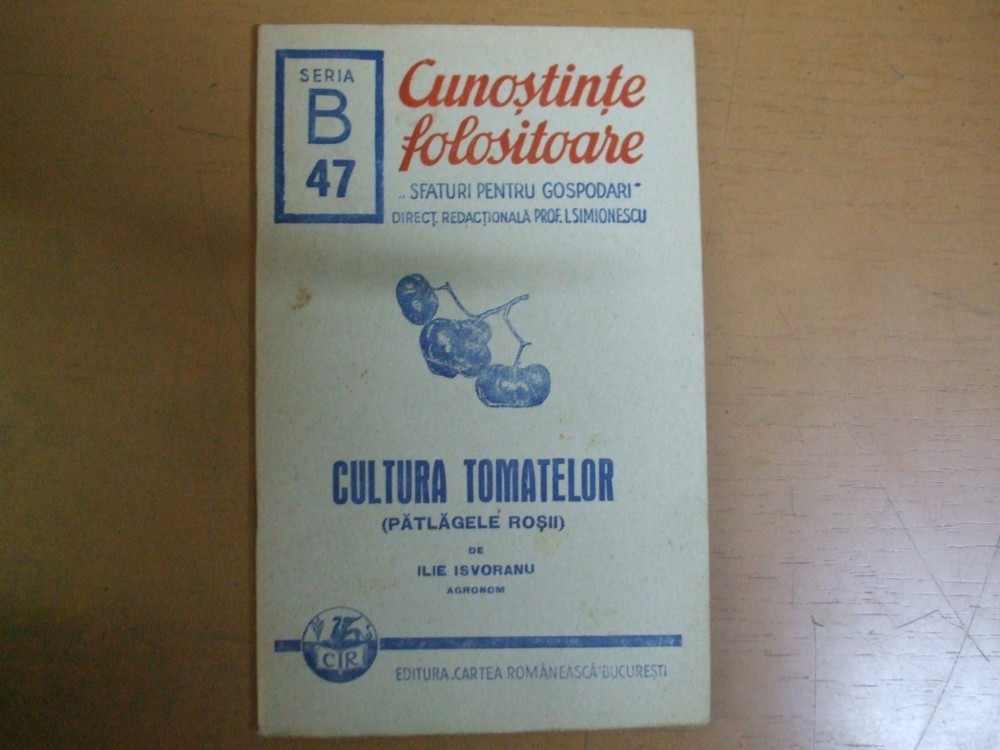 SERIA
B
47
Cunoștințe
folositoare
„SFATURI PENTRU GOSPODARI"
DIRECT. REDACȚIONALĂ PROF. I. SIMIONESCU
CULTURA TOMATELOR
(PĂTLĂGELE ROȘII)
DE
ILIE ISVORANU
AGRONOM
CR
EDITURA „CARTEA ROMÂNEASCĂ" BUCUREȘTI